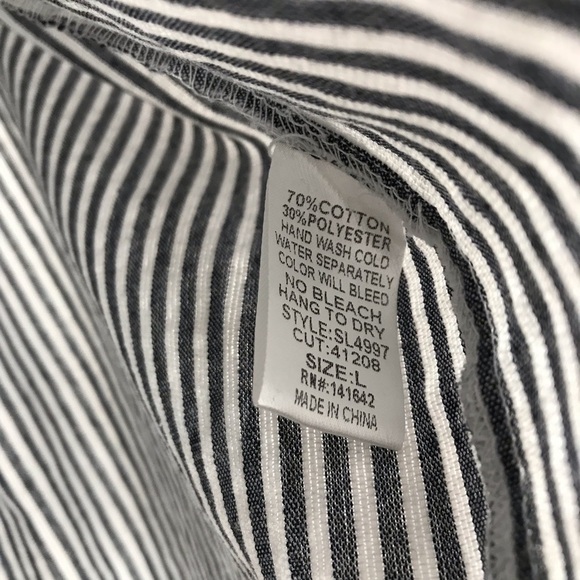 70%COTTON
30%POLYESTER
HAND WASH COLD
WATER SEPARATELY
COLOR WILL BLEED
NO BLEACH
HANG TO DRY
STYLE:SL4997
CUT:41208
SIZE:L
RN#:141642
MADE IN CHINA